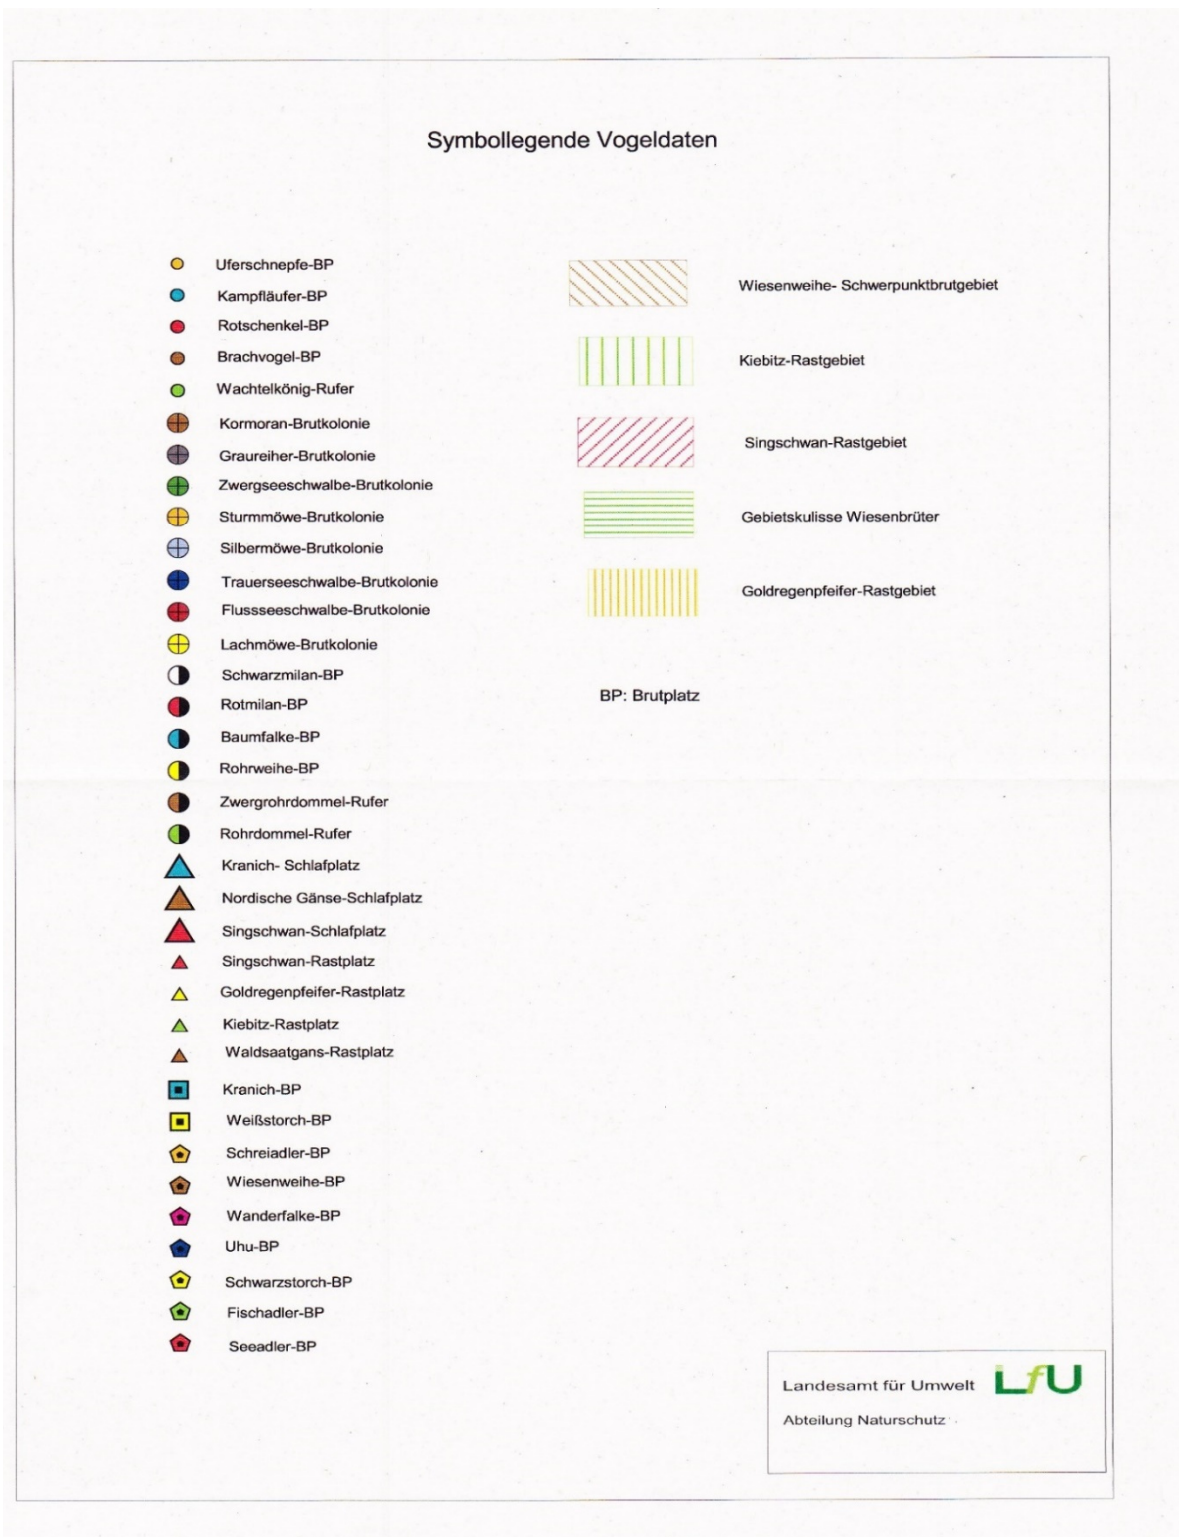 Symbollegende Vogeldaten
Uferschnepfe-BP
Kampfläufer-BP
Rotschenkel-BP
Brachvogel-BP
Wachtelkönig-Rufer
Kormoran-Brutkolonie
Graureiher-Brutkolonie
Zwergseeschwalbe-Brutkolonie
Sturmmöwe-Brutkolonie
Silbermöwe-Brutkolonie
Trauerseeschwalbe-Brutkolonie
Flussseeschwalbe-Brutkolonie
Lachmöwe-Brutkolonie
Schwarzmilan-BP
Rotmilan-BP
Baumfalke-BP
Rohrweihe-BP
Zwergrohrdommel-Rufer
Rohrdommel-Rufer
Kranich- Schlafplatz
Nordische Gänse-Schlafplatz
Singschwan-Schlafplatz
Singschwan-Rastplatz
Goldregenpfeifer-Rastplatz
Kiebitz-Rastplatz
Waldsaatgans-Rastplatz
Kranich-BP
Weißstorch-BP
Schreiadler-BP
Wiesenweihe-BP
Wanderfalke-BP
Uhu-BP
Schwarzstorch-BP
Fischadler-BP
Seeadler-BP
Wiesenweihe- Schwerpunktbrutgebiet
Kiebitz-Rastgebiet
Singschwan-Rastgebiet
Gebietskulisse Wiesenbrüter
Goldregenpfeifer-Rastgebiet
BP: Brutplatz
Landesamt für Umwelt LfU
Abteilung Naturschutz